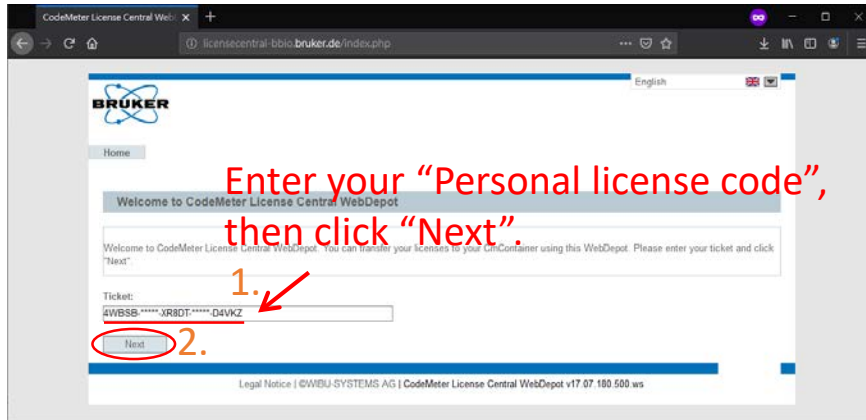 CodeMeter License Central Web
licensecentral-bbio.bruker.de/index.php
English
BRUKER
Home
Enter your “Personal license code”,
then click “Next”.
Welcome to CodeMeter License Central WebDepot
Welcome to CodeMeter License Central WebDepot. You can transfer your licenses to your CmContainer using this WebDepot. Please enter your ticket and click
"Next".
1.
Ticket:
4WBSB-*****-XR8DT-*****-D4VKZ
Next
2.
Legal Notice | ©WIBU-SYSTEMS AG | CodeMeter License Central WebDepot v17.07.180.500.ws